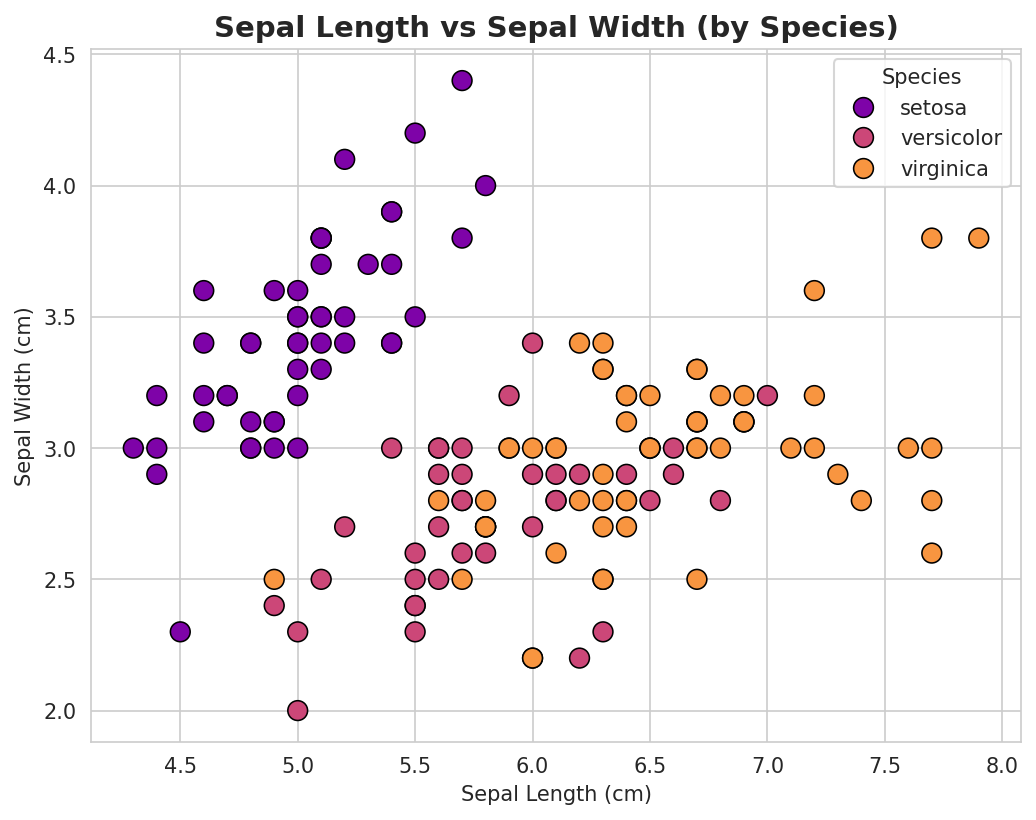 Sepal Length vs Sepal Width (by Species)
4.5
4.0
3.5
3.0
2.5
2.0
Sepal Width (cm)
Species
setosa
versicolor
virginica
4.5 5.0 5.5 6.0 6.5 7.0 7.5 8.0
Sepal Length (cm)